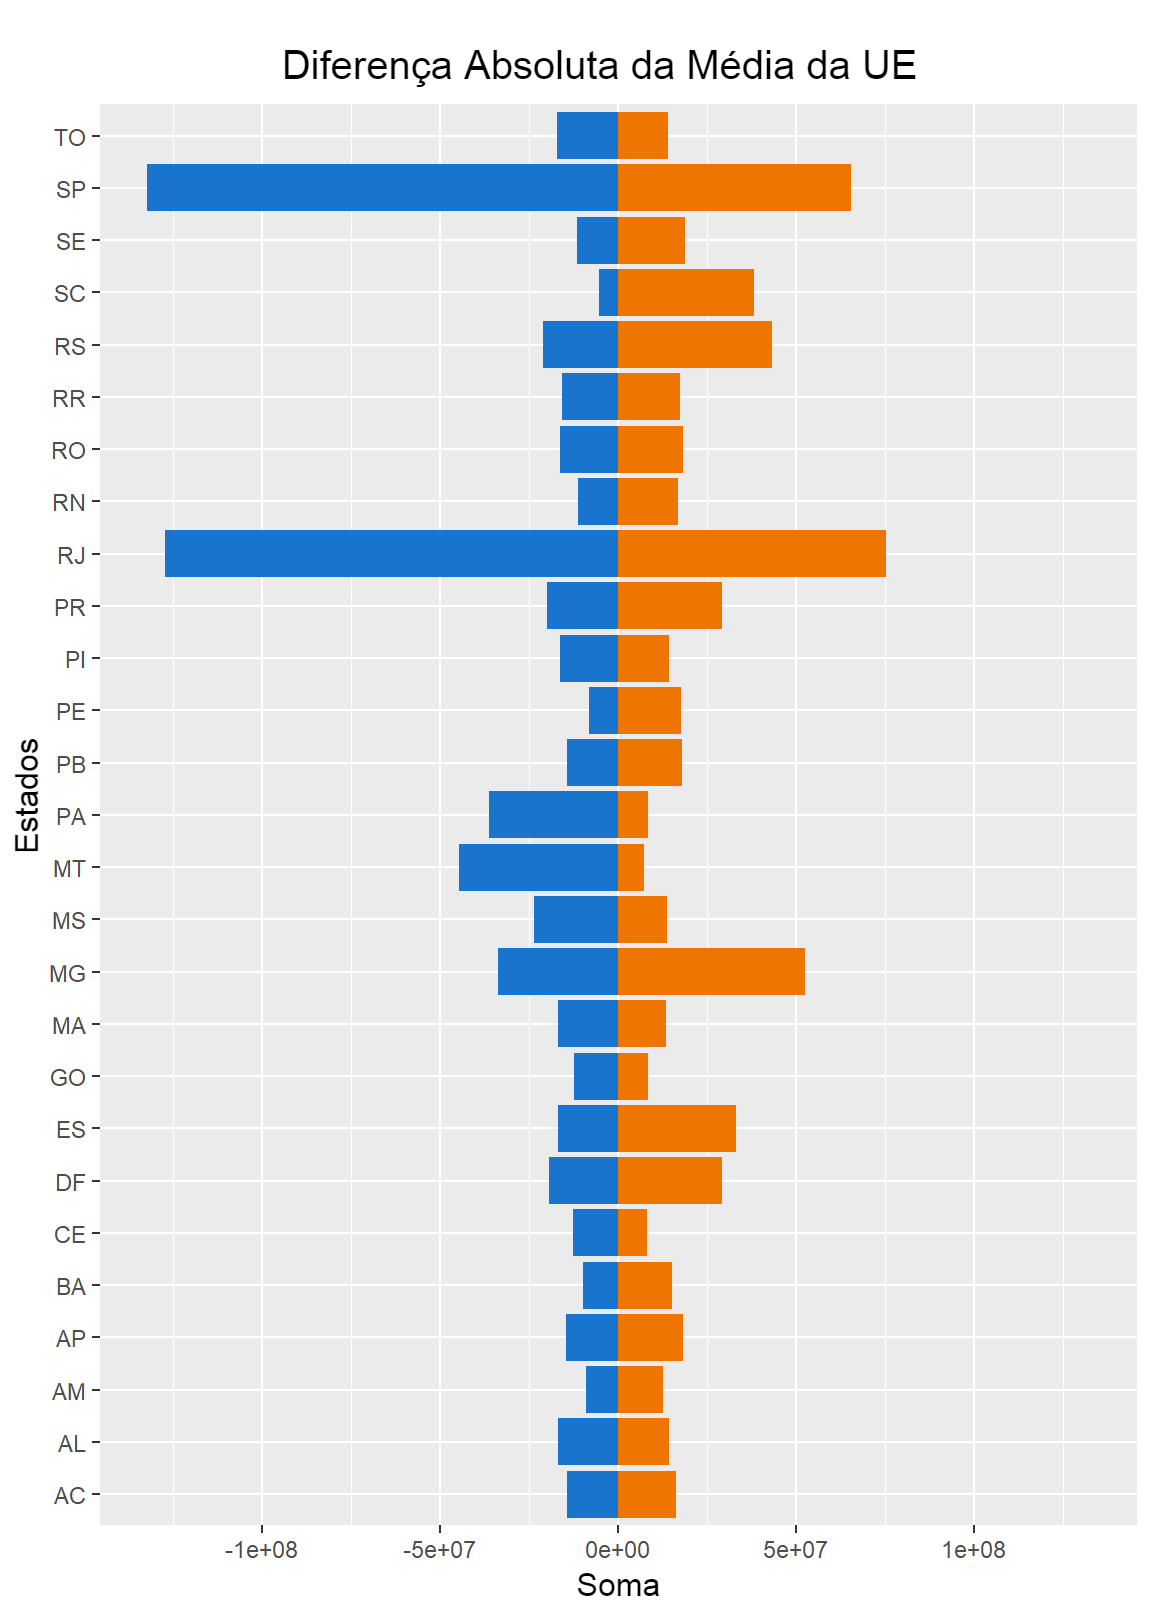 Diferença Absoluta da Média da UE
TO
SP
SE
SC
RS
RR
RO
RN
RJ
PR
PI
PE
PB
PA
MT
MS
MG
MA
GO
ES
DF
CE
BA
AP
AM
AL
AC
Estados
-1e+08 -5e+07 0e+00 5e+07 1e+08
Soma